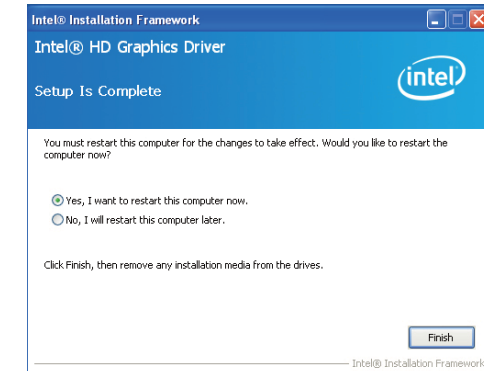 Intel® Installation Framework
Intel® HD Graphics Driver
Setup Is Complete
intel
You must restart this computer for the changes to take effect. Would you like to restart the
computer now?
Yes, I want to restart this computer now.
No, I will restart this computer later.
Click Finish, then remove any installation media from the drives.
Finish
Intel® Installation Framework